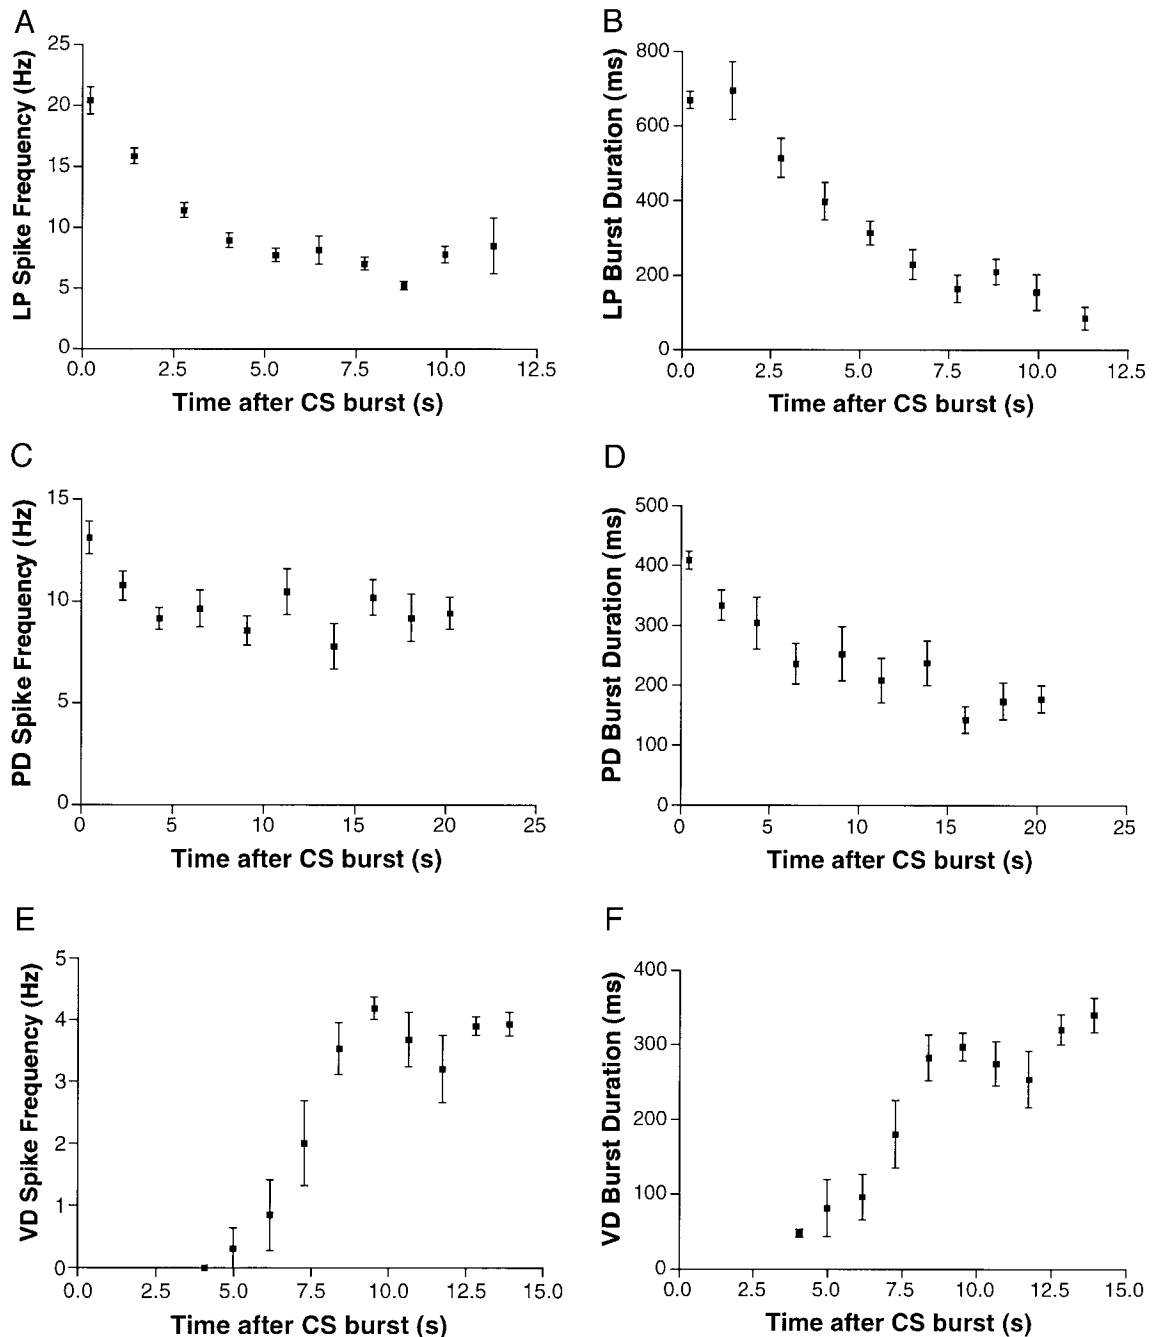 A
LP Spike Frequency (Hz)
25
20
15
10
5
0
0.0 2.5 5.0 7.5 10.0 12.5
Time after CS burst (s)
B
LP Burst Duration (ms)
800
600
400
200
0
0.0 2.5 5.0 7.5 10.0 12.5
Time after CS burst (s)
C
PD Spike Frequency (Hz)
15
10
5
0
0 5 10 15 20 25
Time after CS burst (s)
D
PD Burst Duration (ms)
500
400
300
200
100
0
0 5 10 15 20 25
Time after CS burst (s)
E
VD Spike Frequency (Hz)
5
4
3
2
1
0
0.0 2.5 5.0 7.5 10.0 12.5 15.0
Time after CS burst (s)
F
VD Burst Duration (ms)
400
300
200
100
0
0.0 2.5 5.0 7.5 10.0 12.5 15.0
Time after CS burst (s)